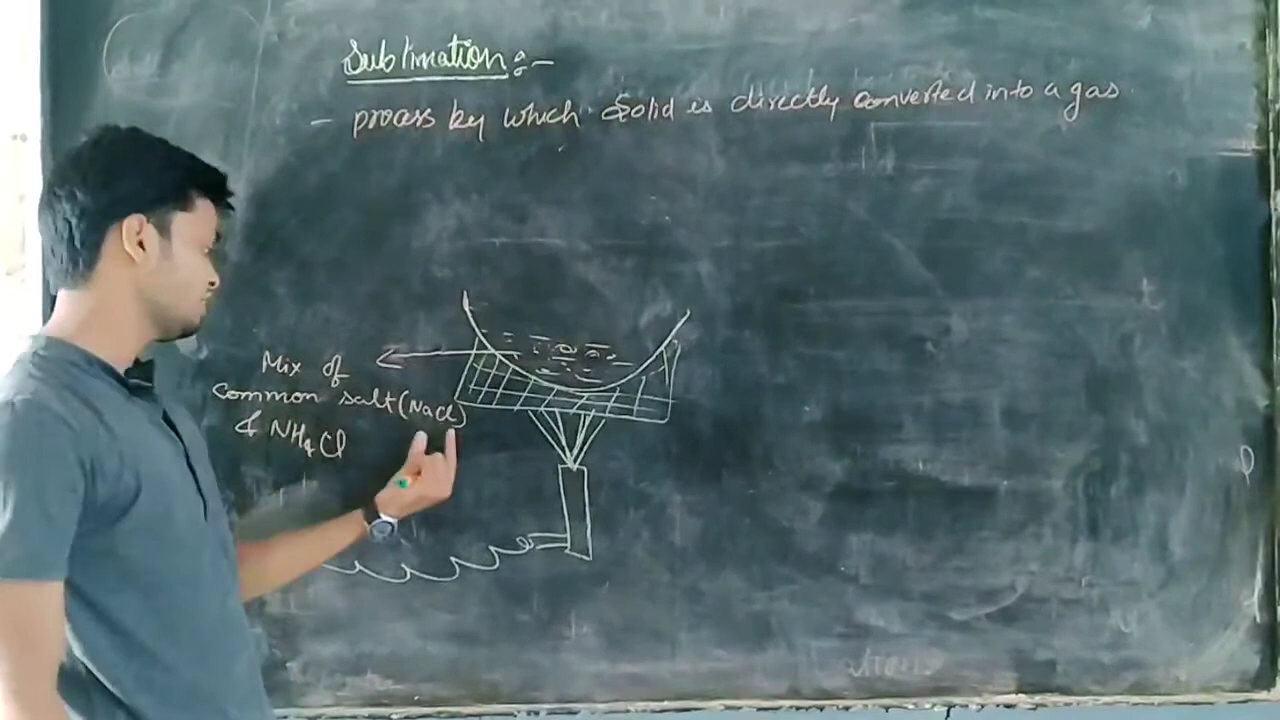 Sublimation :-
- process by which Solid is directly converted into a gas.
Mix of
common salt (NaCl)
& NH4Cl